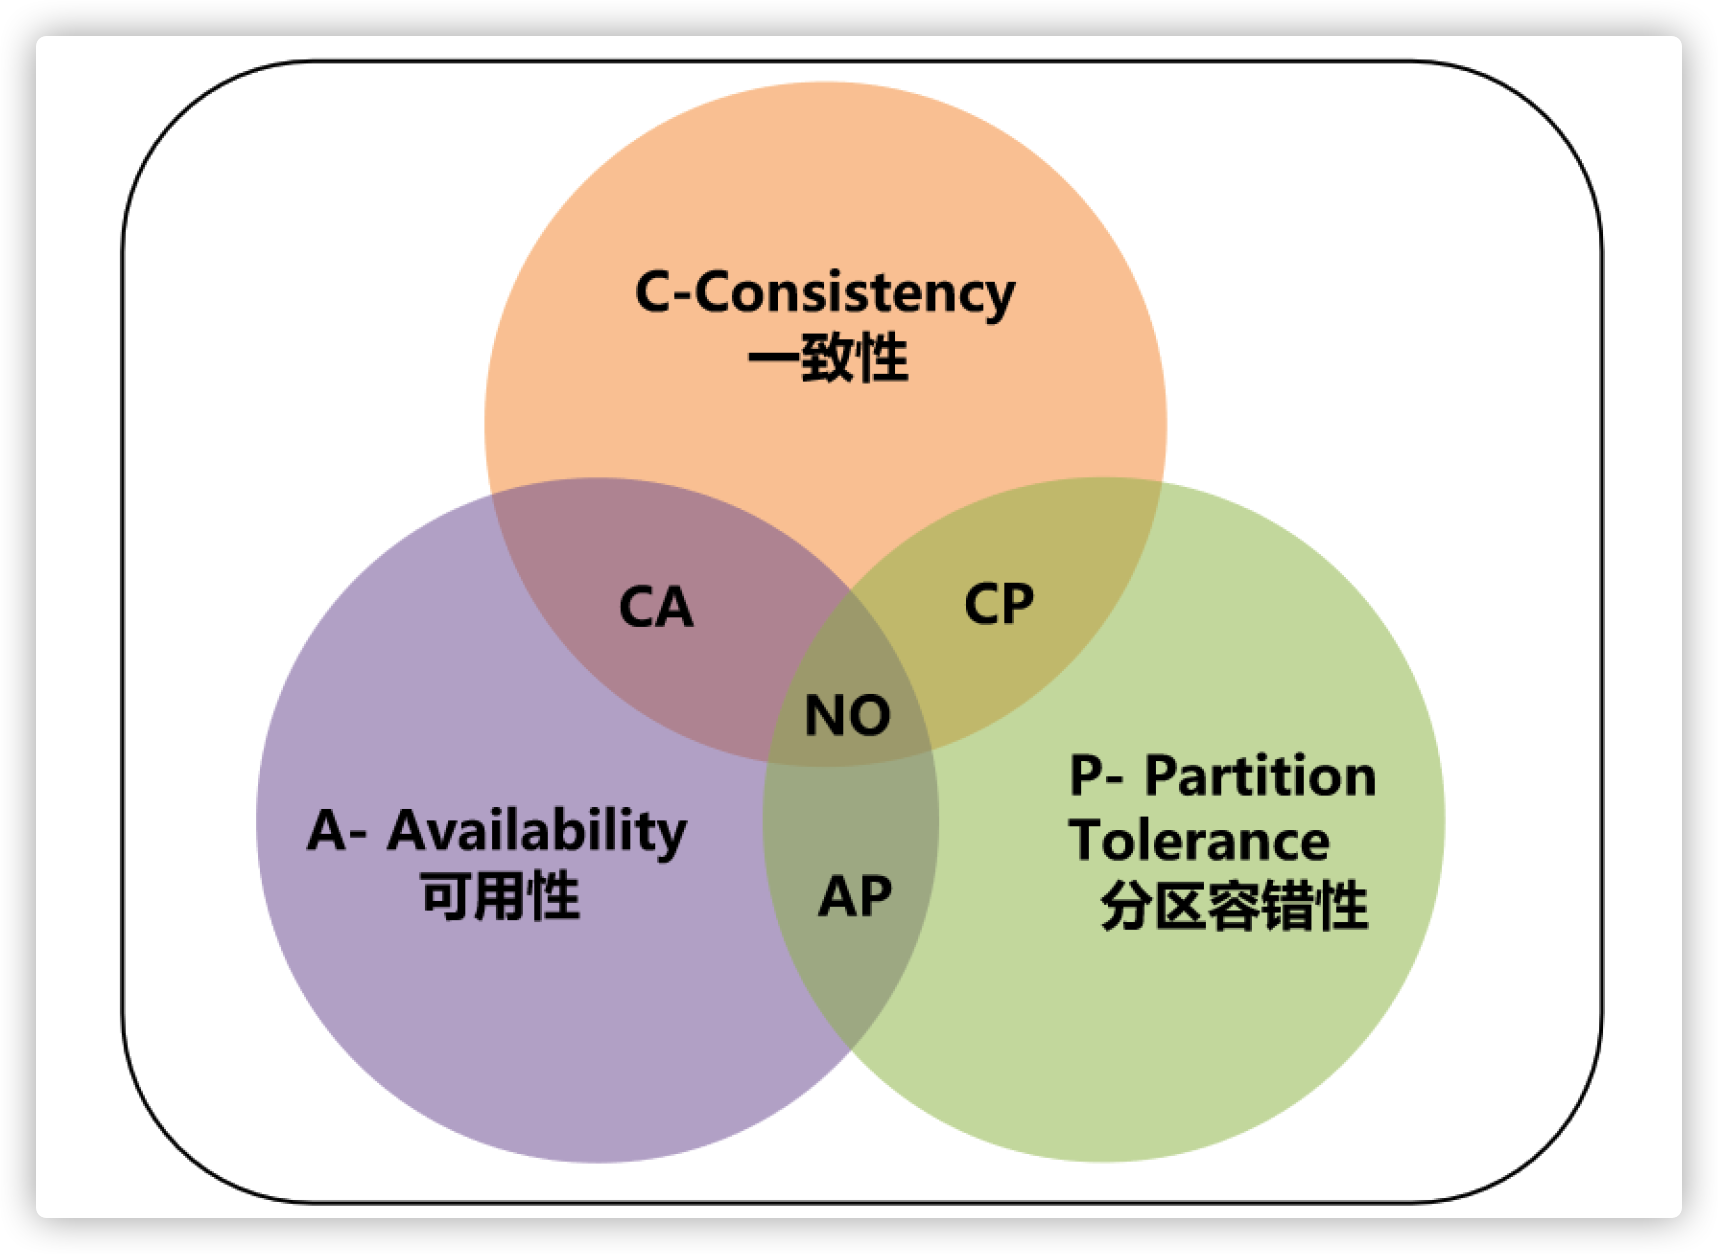 C-Consistency
一致性
CA
CP
NO
A- Availability
可用性
AP
P- Partition
Tolerance
分区容错性